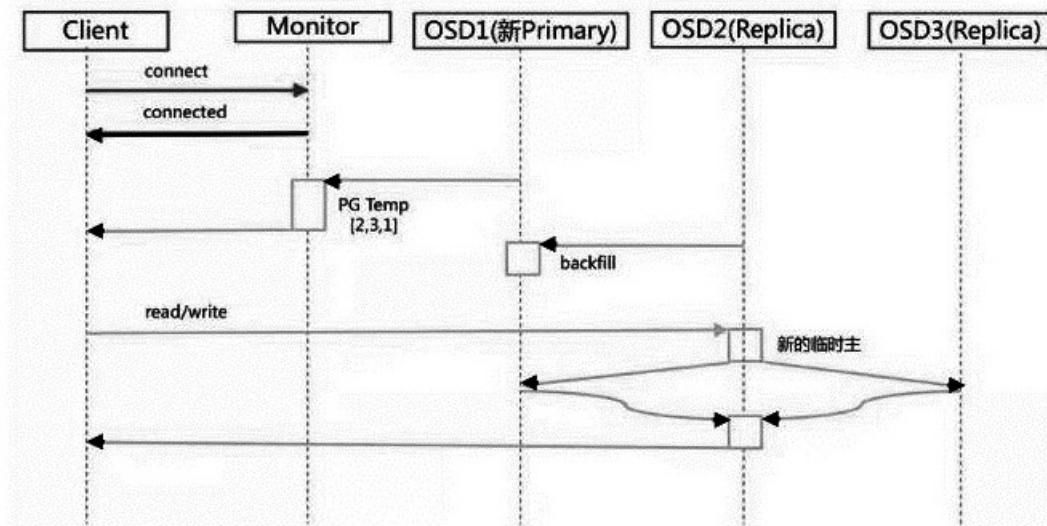 Client
Monitor
OSD1(新Primary)
OSD2(Replica)
OSD3(Replica)
connect
connected
PG Temp
[2,3,1]
backfill
read/write
新的临时主